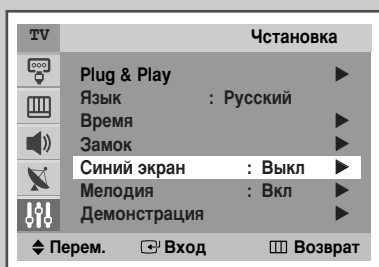 TV Чстановка
Plug & Play
Язык : Русский
Время
Замок
Синий экран : Выкл
Мелодия : Вкл
Демонстрация
Перем. Вход Возврат